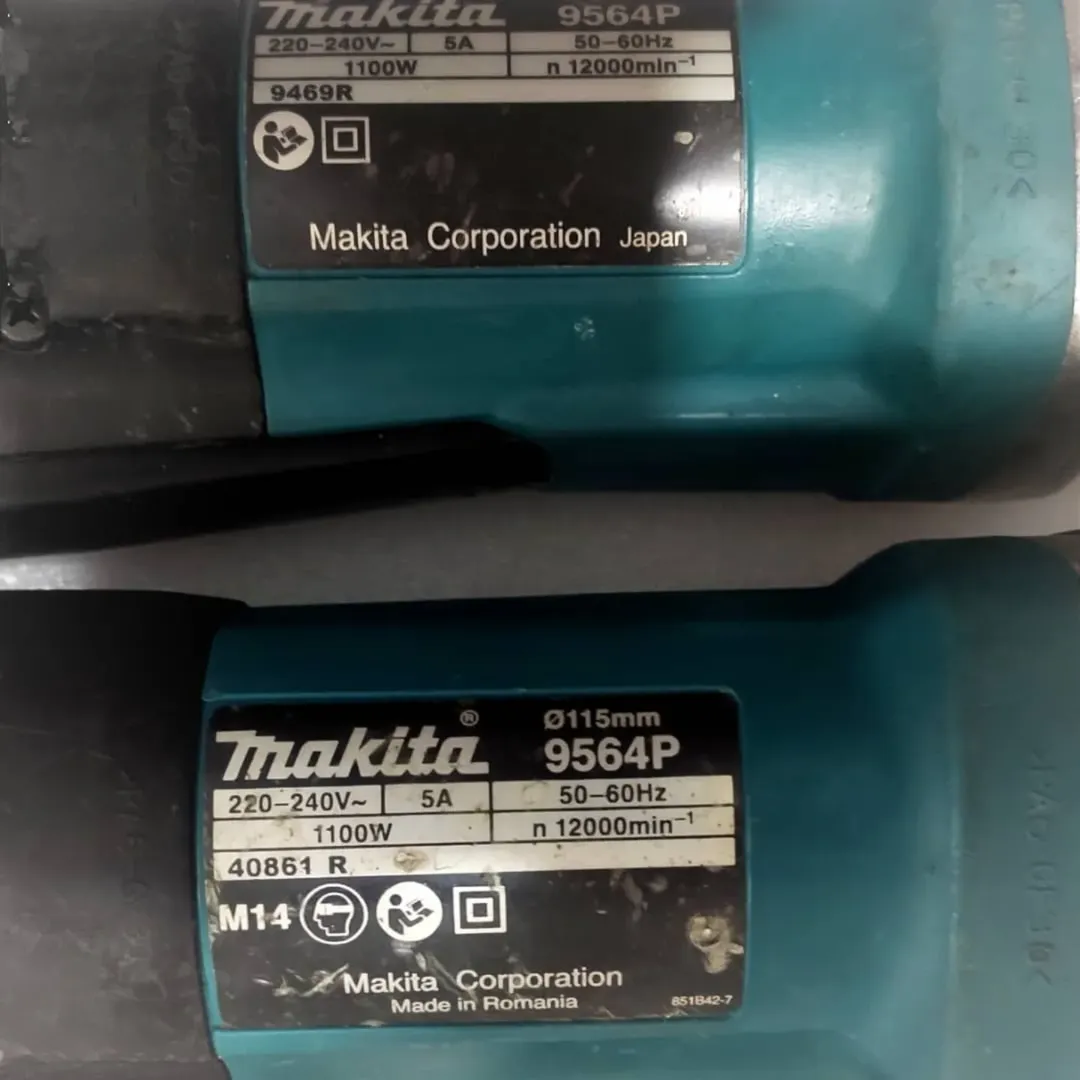 makita 9564P
220–240V~ 5A 50–60Hz
1100W n 12000min⁻¹
9469R
Makita Corporation Japan
makita® Ø115mm
9564P
220–240V~ 5A 50–60Hz
1100W n 12000min⁻¹
40861 R
M14
Makita Corporation
Made in Romania 851B42-7